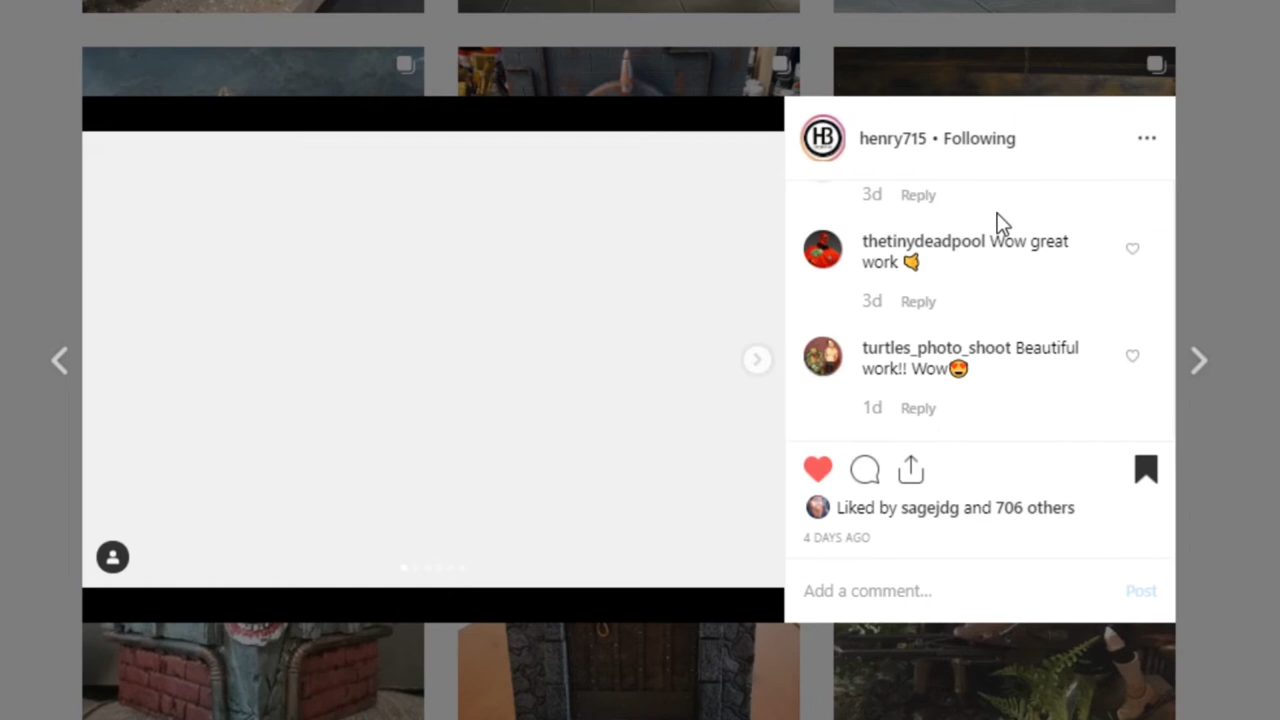 HB
henry715 • Following
3d Reply
thetinydeadpool Wow great
work 🤙
3d Reply
turtles_photo_shoot Beautiful
work!! Wow😍
1d Reply
Liked by sagejdg and 706 others
4 DAYS AGO
Add a comment... Post